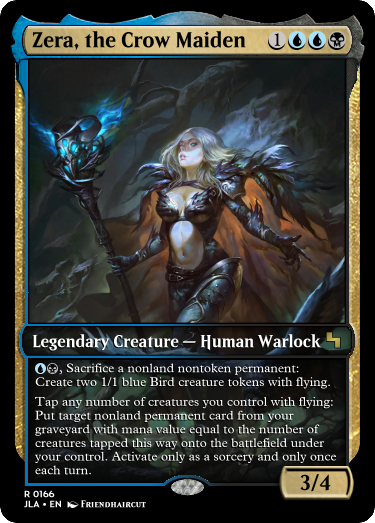 Zera, the Crow Maiden 1
Legendary Creature — Human Warlock
, Sacrifice a nonland nontoken permanent:
Create two 1/1 blue Bird creature tokens with flying.
Tap any number of creatures you control with flying:
Put target nonland permanent card from your
graveyard with mana value equal to the number of
creatures tapped this way onto the battlefield under
your control. Activate only as a sorcery and only once
each turn.
3/4
R 0166
JLA • EN Friendhaircut